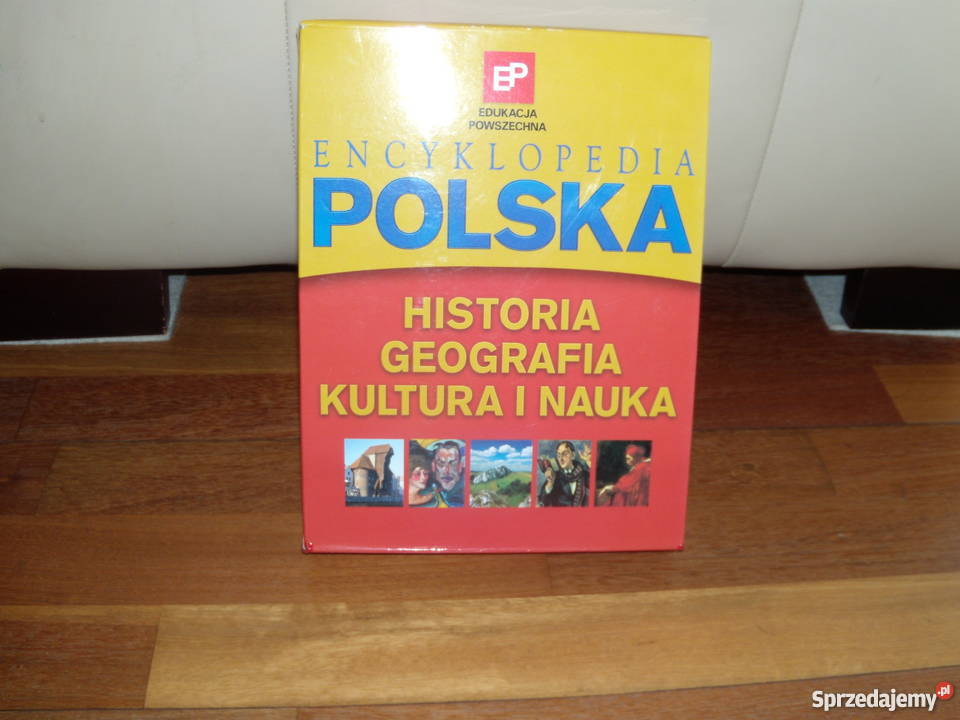 EP
EDUKACJA
POWSZECHNA
ENCYKLOPEDIA
POLSKA
HISTORIA
GEOGRAFIA
KULTURA I NAUKA
Sprzedajemy.pl